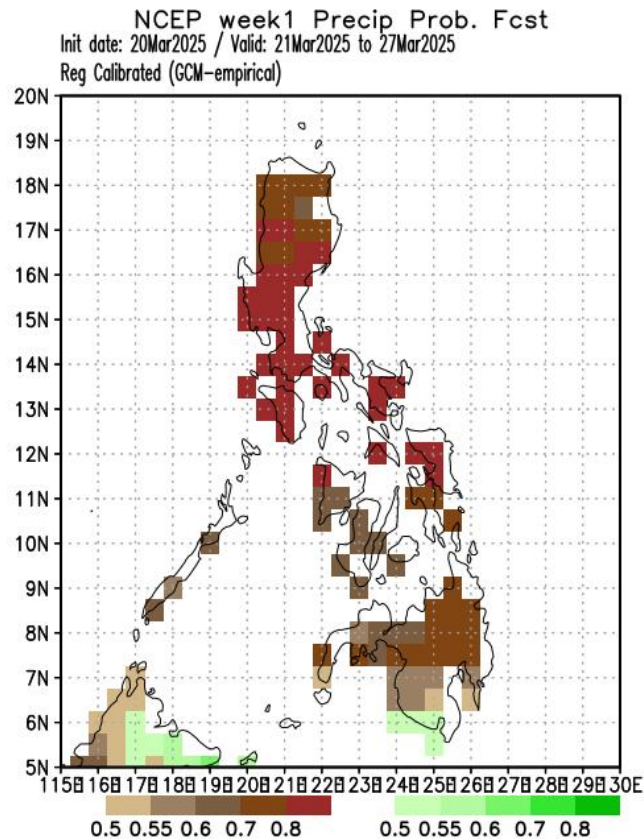 NCEP week1 Precip Prob. Fcst
Init date: 20Mar2025 / Valid: 21Mar2025 to 27Mar2025
Reg Calibrated (GCM-empirical)
20N
19N
18N
17N
16N
15N
14N
13N
12N
11N
10N
9N
8N
7N
6N
5N
115E 116E 117E 118E 119E 120E 121E 122E 123E 124E 125E 126E 127E 128E 129E 130E
0.5 0.55 0.6 0.7 0.8 0.5 0.55 0.6 0.7 0.8